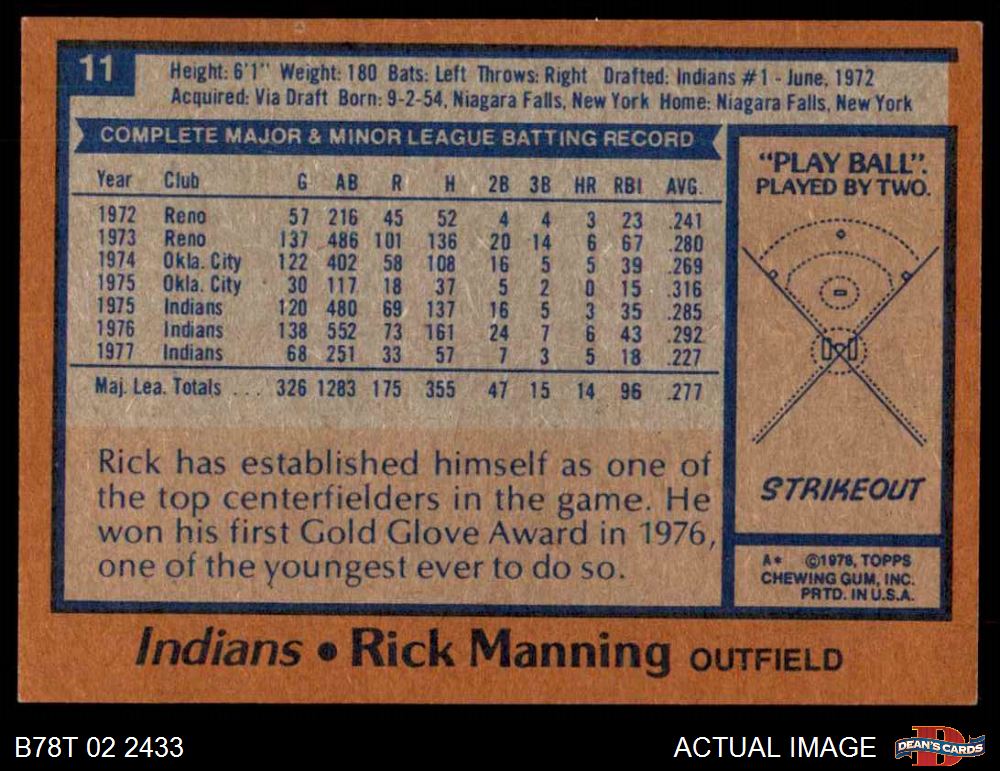 11
Height: 6'1" Weight: 180 Bats: Left Throws: Right Drafted: Indians #1 - June, 1972
Acquired: Via Draft Born: 9-2-54, Niagara Falls, New York Home: Niagara Falls, New York
COMPLETE MAJOR & MINOR LEAGUE BATTING RECORD
Year Club G AB R H 2B 3B HR RBI AVG.
1972 Reno 57 216 45 52 4 4 3 23 .241
1973 Reno 137 486 101 136 20 14 6 67 .280
1974 Okla. City 122 402 58 108 16 5 5 39 .269
1975 Okla. City 30 117 18 37 5 2 0 15 .316
1975 Indians 120 480 69 137 16 5 3 35 .285
1976 Indians 138 552 73 161 24 7 6 43 .292
1977 Indians 68 251 33 57 7 3 5 18 .227
Maj. Lea. Totals . . . 326 1283 175 355 47 15 14 96 .277
Rick has established himself as one of
the top centerfielders in the game. He
won his first Gold Glove Award in 1976,
one of the youngest ever to do so.
"PLAY BALL".
PLAYED BY TWO.
STRIKEOUT
A* ©1978, TOPPS
CHEWING GUM, INC.
PRTD. IN U.S.A.
Indians • Rick Manning OUTFIELD
B78T 02 2433
ACTUAL IMAGE
D
DEAN'S CARDS